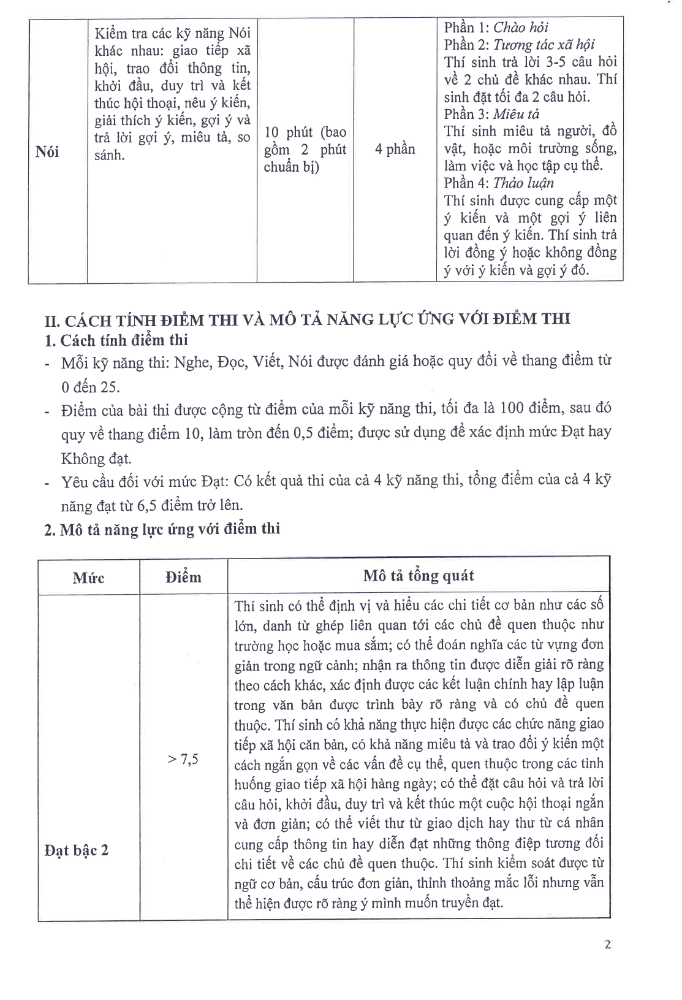 Nói
Kiểm tra các kỹ năng Nói
khác nhau: giao tiếp xã
hội, trao đổi thông tin,
khởi đầu, duy trì và kết
thúc hội thoại, nêu ý kiến,
giải thích ý kiến, gợi ý và
trả lời gợi ý, miêu tả, so
sánh.
10 phút (bao
gồm 2 phút
chuẩn bị)
4 phần
Phần 1: Chào hỏi
Phần 2: Tương tác xã hội
Thí sinh trả lời 3-5 câu hỏi
về 2 chủ đề khác nhau. Thí
sinh đặt tối đa 2 câu hỏi.
Phần 3: Miêu tả
Thí sinh miêu tả người, đồ
vật, hoặc môi trường sống,
làm việc và học tập cụ thể.
Phần 4: Thảo luận
Thí sinh được cung cấp một
ý kiến và một gợi ý liên
quan đến ý kiến. Thí sinh trả
lời đồng ý hoặc không đồng
ý với ý kiến và gợi ý đó.
II. CÁCH TÍNH ĐIỂM THI VÀ MÔ TẢ NĂNG LỰC ỨNG VỚI ĐIỂM THI
1. Cách tính điểm thi
- Mỗi kỹ năng thi: Nghe, Đọc, Viết, Nói được đánh giá hoặc quy đổi về thang điểm từ
0 đến 25.
- Điểm của bài thi được cộng từ điểm của mỗi kỹ năng thi, tối đa là 100 điểm, sau đó
quy về thang điểm 10, làm tròn đến 0,5 điểm; được sử dụng để xác định mức Đạt hay
Không đạt.
- Yêu cầu đối với mức Đạt: Có kết quả thi của cả 4 kỹ năng thi, tổng điểm của cả 4 kỹ
năng đạt từ 6,5 điểm trở lên.
2. Mô tả năng lực ứng với điểm thi
Mức
Điểm
Mô tả tổng quát
Đạt bậc 2
> 7,5
Thí sinh có thể định vị và hiểu các chi tiết cơ bản như các số
lớn, danh từ ghép liên quan tới các chủ đề quen thuộc như
trường học hoặc mua sắm; có thể đoán nghĩa các từ vựng đơn
giản trong ngữ cảnh; nhận ra thông tin được diễn giải rõ ràng
theo cách khác, xác định được các kết luận chính hay lập luận
trong văn bản được trình bày rõ ràng và có chủ đề quen
thuộc. Thí sinh có khả năng thực hiện được các chức năng giao
tiếp xã hội căn bản, có khả năng miêu tả và trao đổi ý kiến một
cách ngắn gọn về các vấn đề cụ thể, quen thuộc trong các tình
huống giao tiếp xã hội hàng ngày; có thể đặt câu hỏi và trả lời
câu hỏi, khởi đầu, duy trì và kết thúc một cuộc hội thoại ngắn
và đơn giản; có thể viết thư từ giao dịch hay thư từ cá nhân
cung cấp thông tin hay diễn đạt những thông điệp tương đối
chi tiết về các chủ đề quen thuộc. Thí sinh kiểm soát được từ
ngữ cơ bản, cấu trúc đơn giản, thỉnh thoảng mắc lỗi nhưng vẫn
thể hiện được rõ ràng ý mình muốn truyền đạt.
2